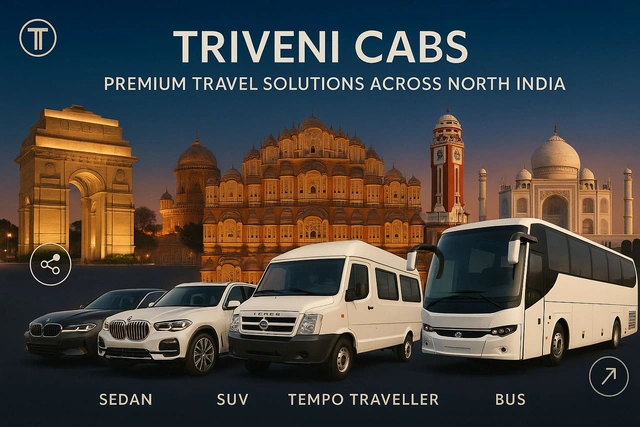 TRIVENI CABS
PREMIUM TRAVEL SOLUTIONS ACROSS NORTH INDIA
SEDAN SUV TEMPO TRAVELLER BUS